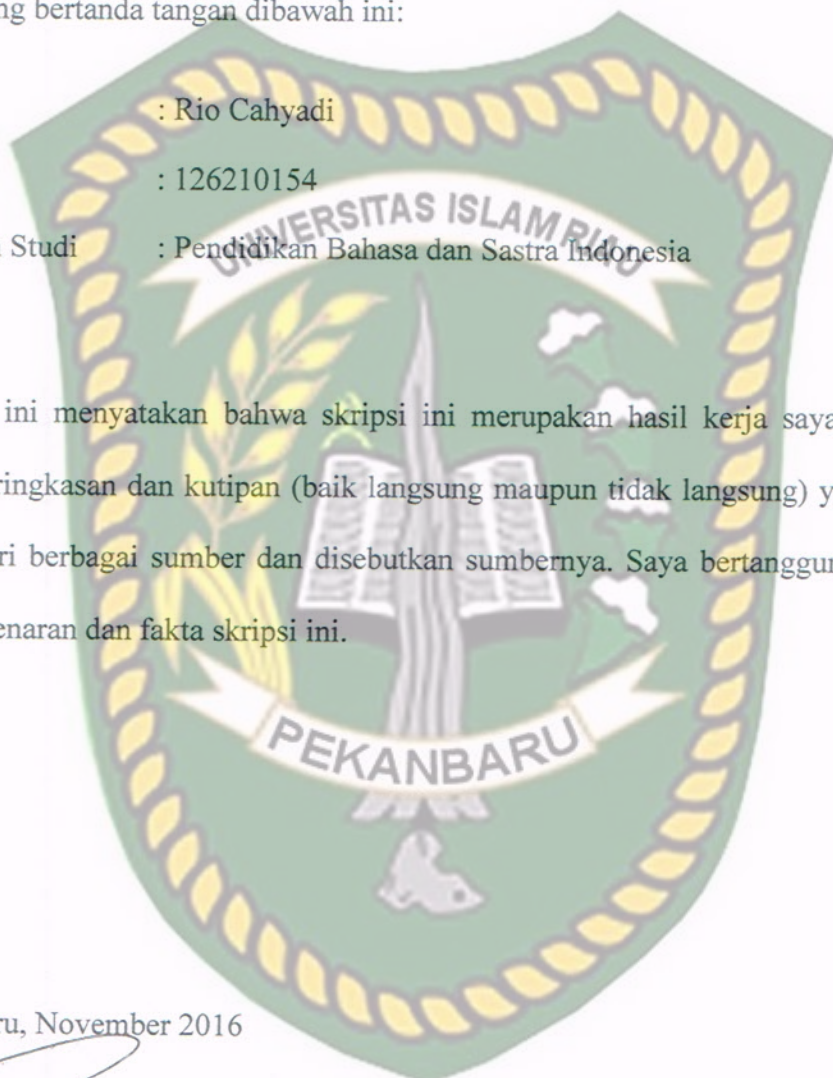 ng bertanda tangan dibawah ini:
: Rio Cahyadi
: 126210154
Studi : Pendidikan Bahasa dan Sastra Indonesia
UNIVERSITAS ISLAM RIAU
ini menyatakan bahwa skripsi ini merupakan hasil kerja saya
ringkasan dan kutipan (baik langsung maupun tidak langsung) y
ri berbagai sumber dan disebutkan sumbernya. Saya bertanggun
enaran dan fakta skripsi ini.
PEKANBARU
ru, November 2016